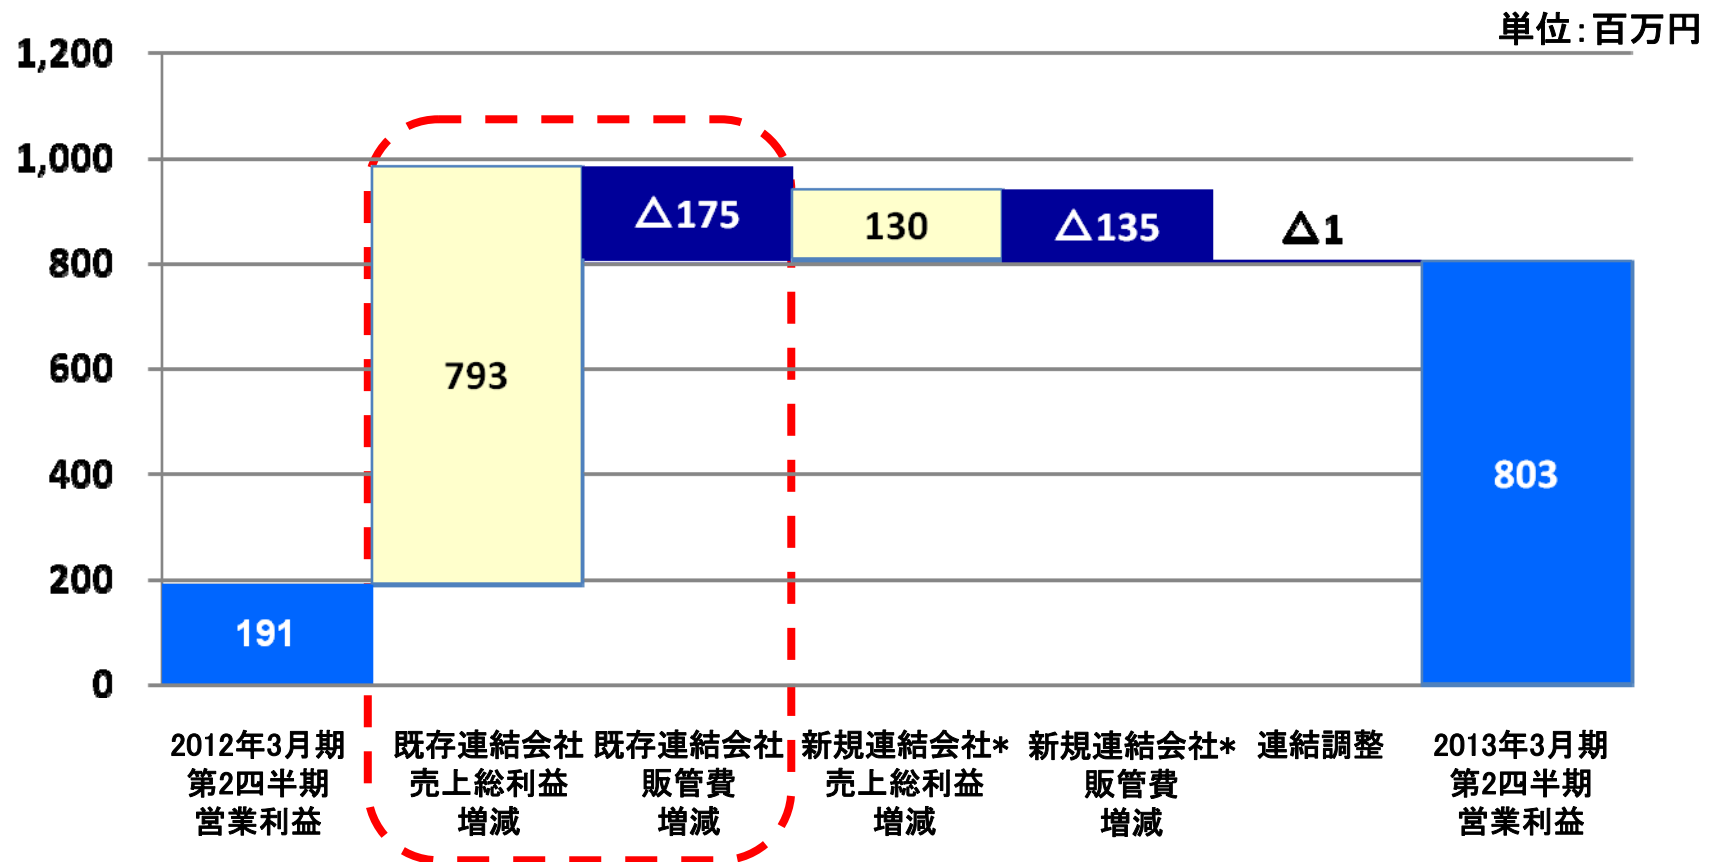 単位:百万円
1,200
1,000
800
600
400
200
0
191
793
△175
130
△135
△1
803
2012年3月期
第2四半期
営業利益
既存連結会社
売上総利益
増減
既存連結会社
販管費
増減
新規連結会社*
売上総利益
増減
新規連結会社*
販管費
増減
連結調整
2013年3月期
第2四半期
営業利益